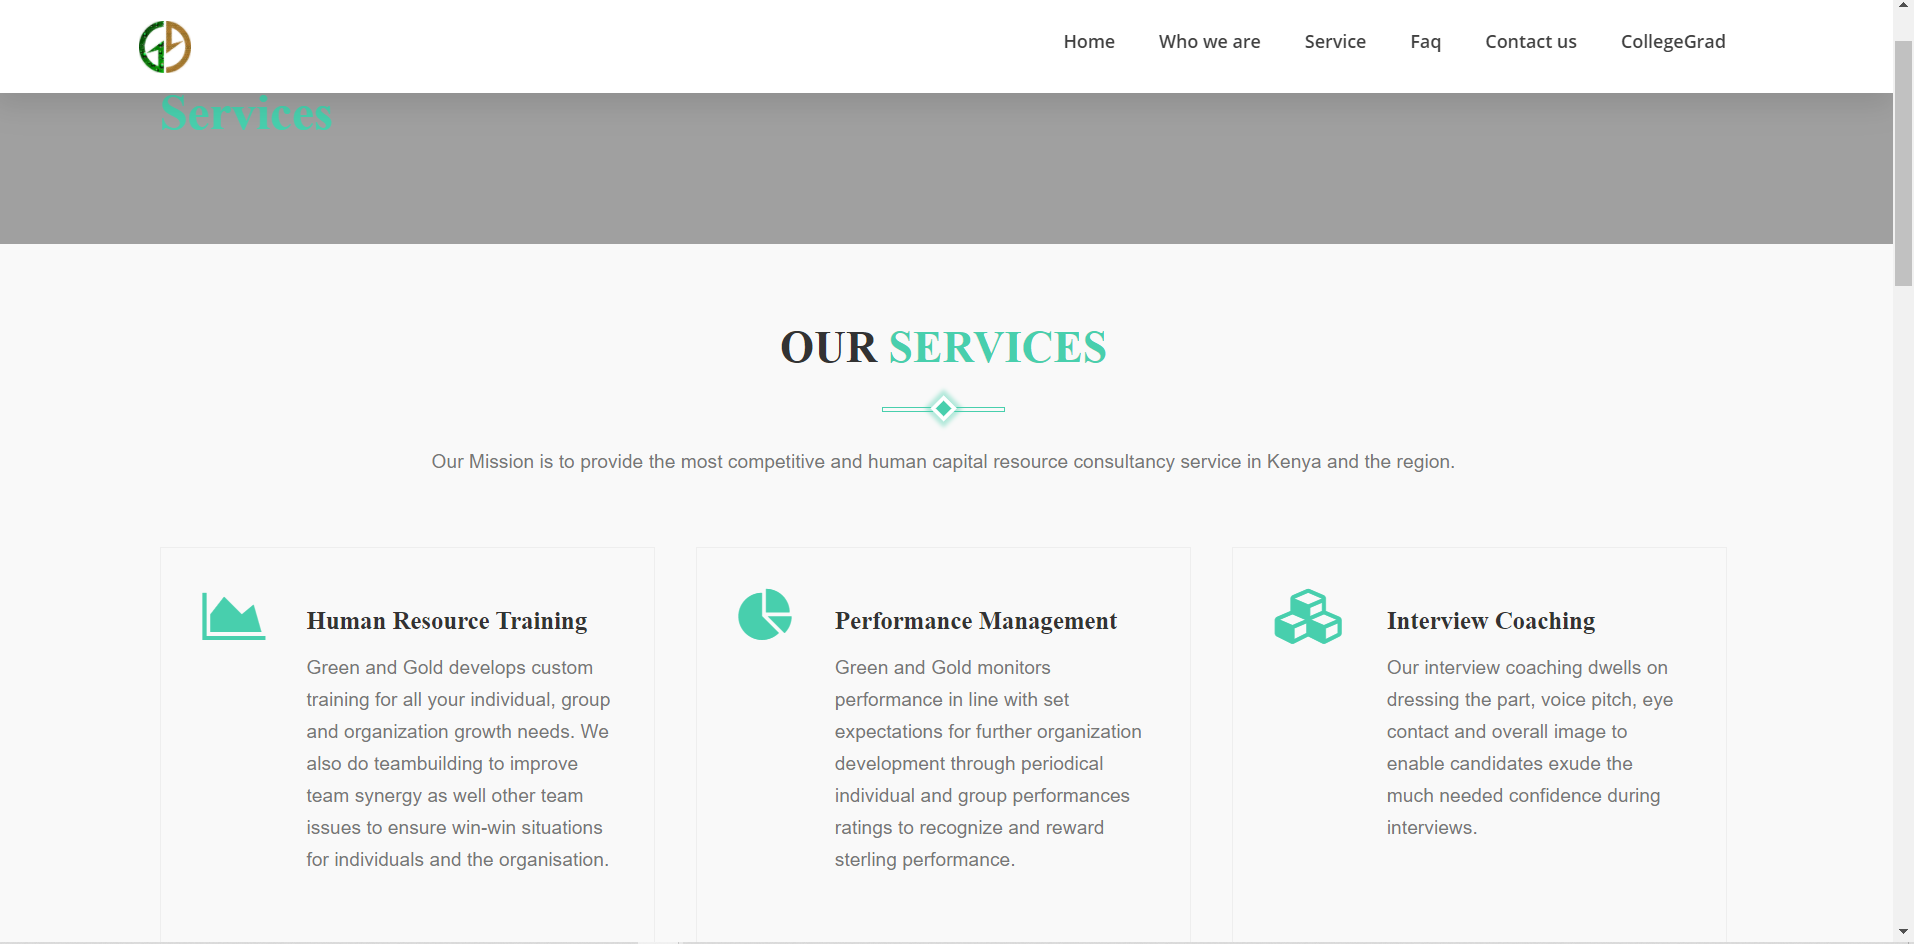 Home Who we are Service Faq Contact us CollegeGrad
Services
OUR SERVICES
Our Mission is to provide the most competitive and human capital resource consultancy service in Kenya and the region.
Human Resource Training
Green and Gold develops custom
training for all your individual, group
and organization growth needs. We
also do teambuilding to improve
team synergy as well other team
issues to ensure win-win situations
for individuals and the organisation.
Performance Management
Green and Gold monitors
performance in line with set
expectations for further organization
development through periodical
individual and group performances
ratings to recognize and reward
sterling performance.
Interview Coaching
Our interview coaching dwells on
dressing the part, voice pitch, eye
contact and overall image to
enable candidates exude the
much needed confidence during
interviews.